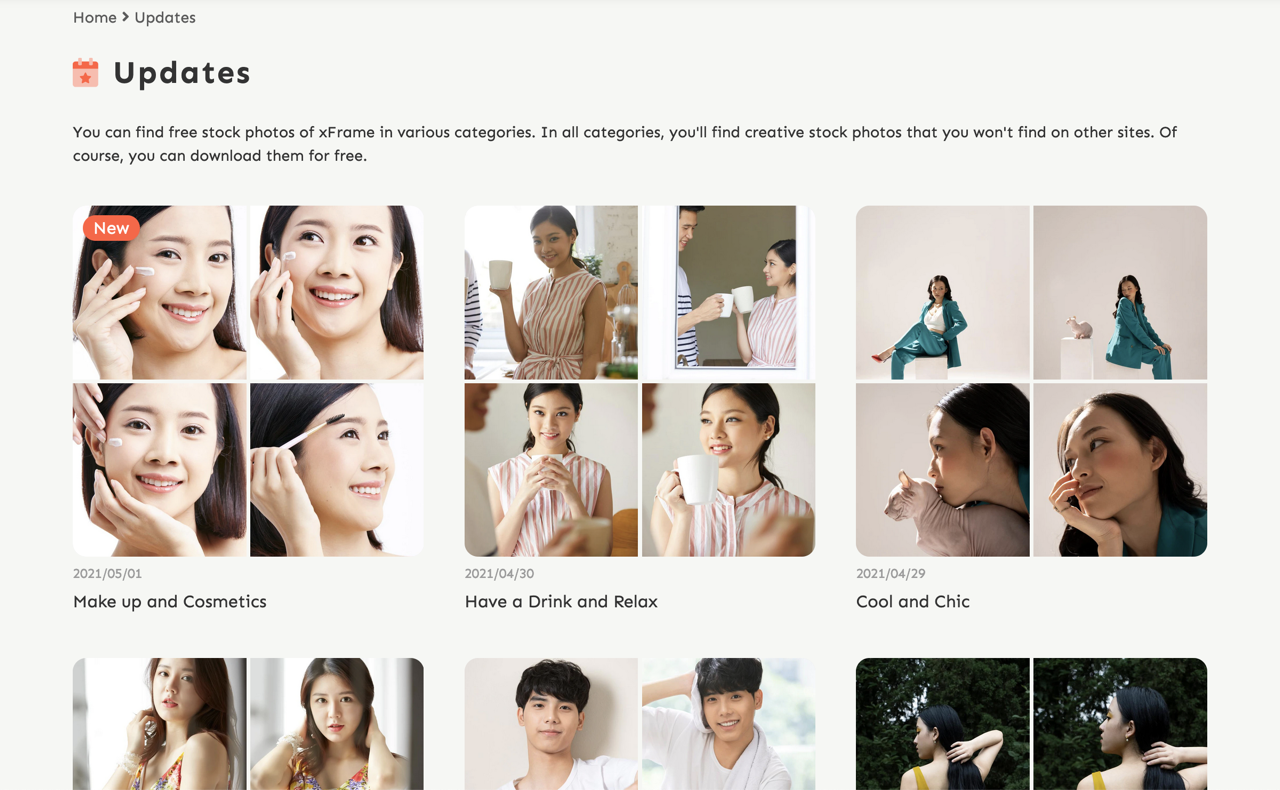 Home > Updates
Updates
You can find free stock photos of xFrame in various categories. In all categories, you'll find creative stock photos that you won't find on other sites. Of
course, you can download them for free.
New
2021/05/01
Make up and Cosmetics
2021/04/30
Have a Drink and Relax
2021/04/29
Cool and Chic